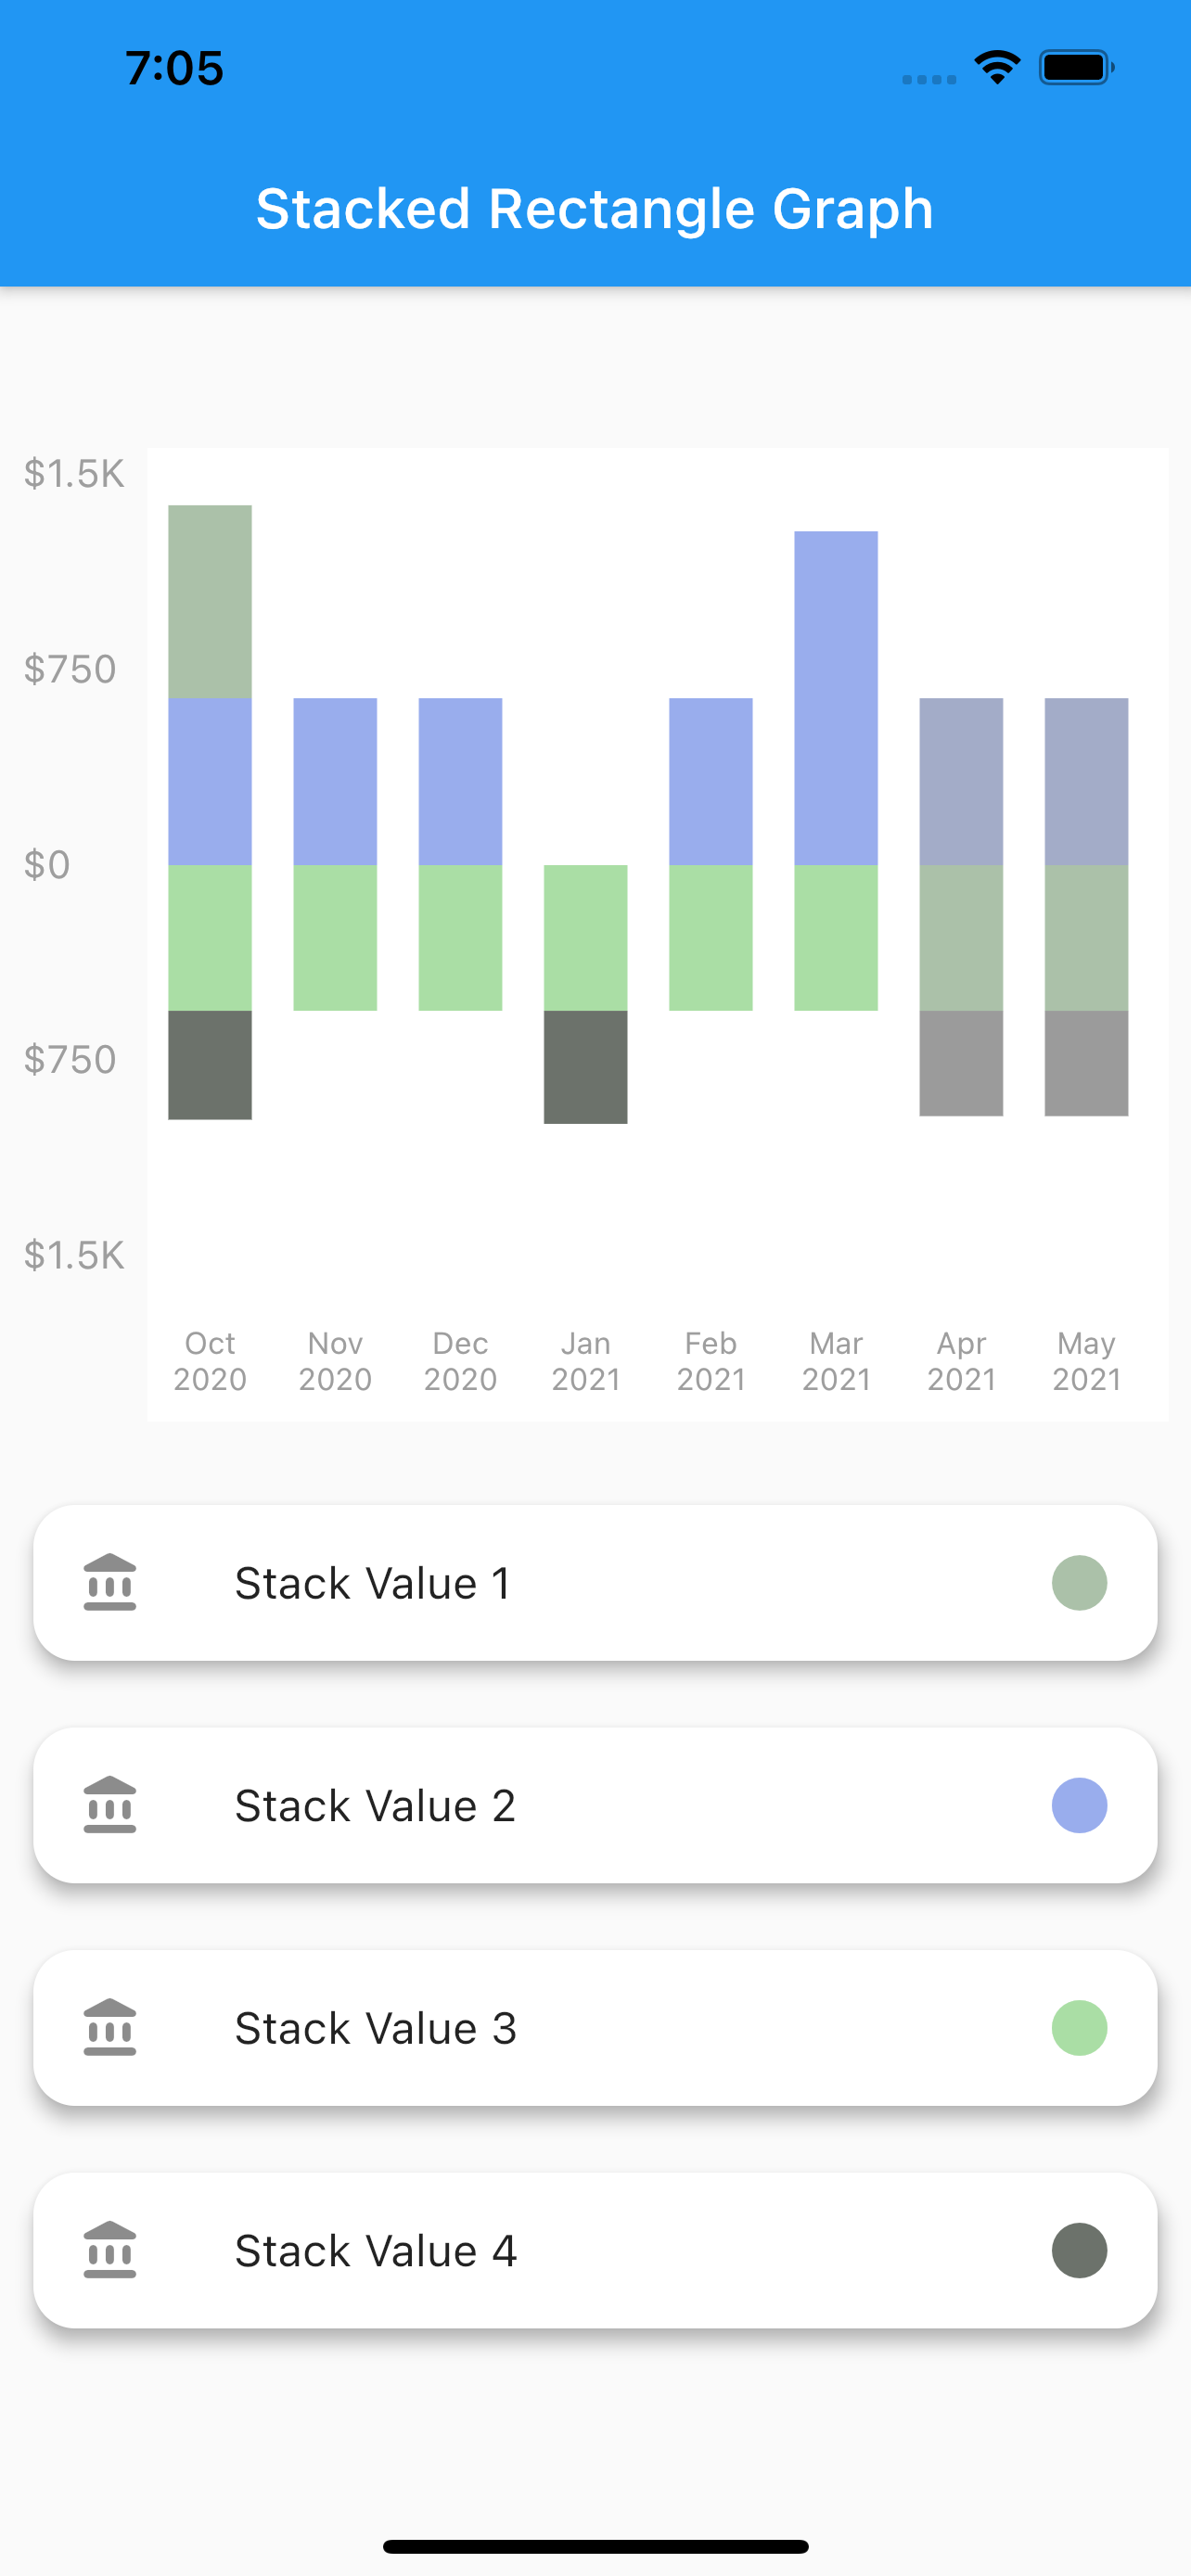 7:05
Stacked Rectangle Graph
$1.5K
$750
$0
$750
$1.5K
Oct Nov Dec Jan Feb Mar Apr May
2020 2020 2020 2021 2021 2021 2021 2021
Stack Value 1
Stack Value 2
Stack Value 3
Stack Value 4